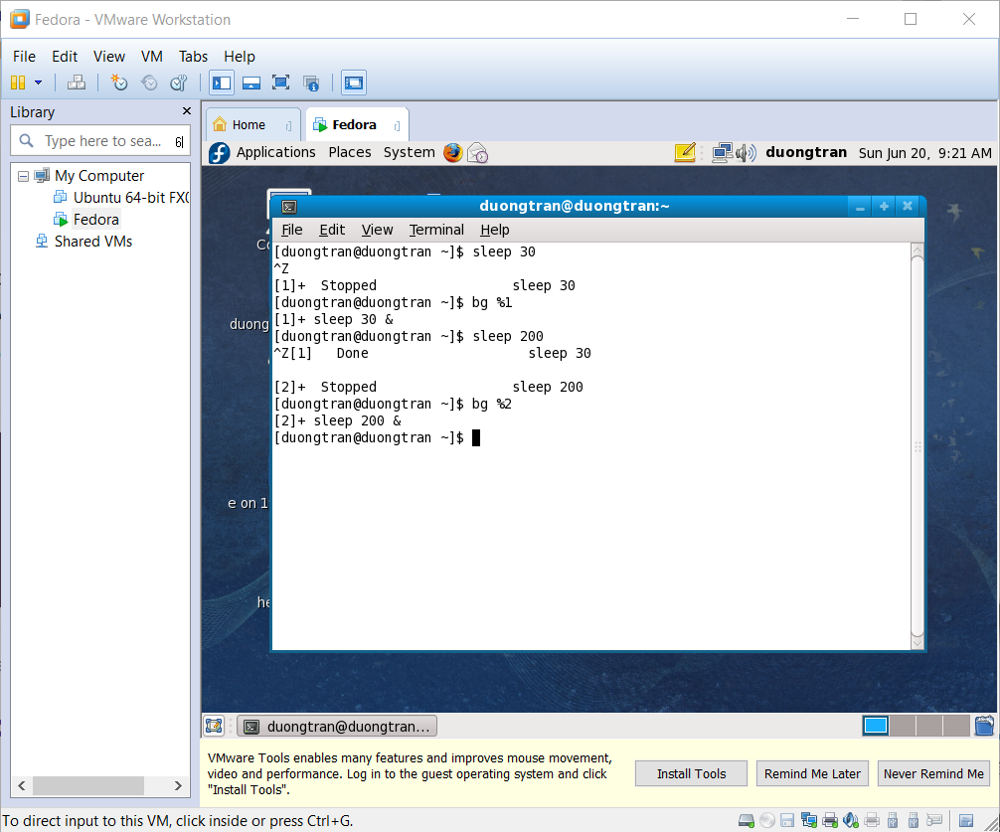 Fedora - VMware Workstation
File Edit View VM Tabs Help
Library
Type here to sea...
My Computer
Ubuntu 64-bit FX(
Fedora
Shared VMs
Home
Fedora
Applications Places System
duongtran Sun Jun 20, 9:21 AM
Co
duong
e on 1
he
duongtran@duongtran:~
File Edit View Terminal Help
[duongtran@duongtran ~]$ sleep 30
^Z
[1]+  Stopped                 sleep 30
[duongtran@duongtran ~]$ bg %1
[1]+ sleep 30 &
[duongtran@duongtran ~]$ sleep 200
^Z[1]   Done                    sleep 30
[2]+  Stopped                 sleep 200
[duongtran@duongtran ~]$ bg %2
[2]+ sleep 200 &
[duongtran@duongtran ~]$
duongtran@duongtran...
VMware Tools enables many features and improves mouse movement,
video and performance. Log in to the guest operating system and click
"Install Tools".
Install Tools
Remind Me Later
Never Remind Me
To direct input to this VM, click inside or press Ctrl+G.